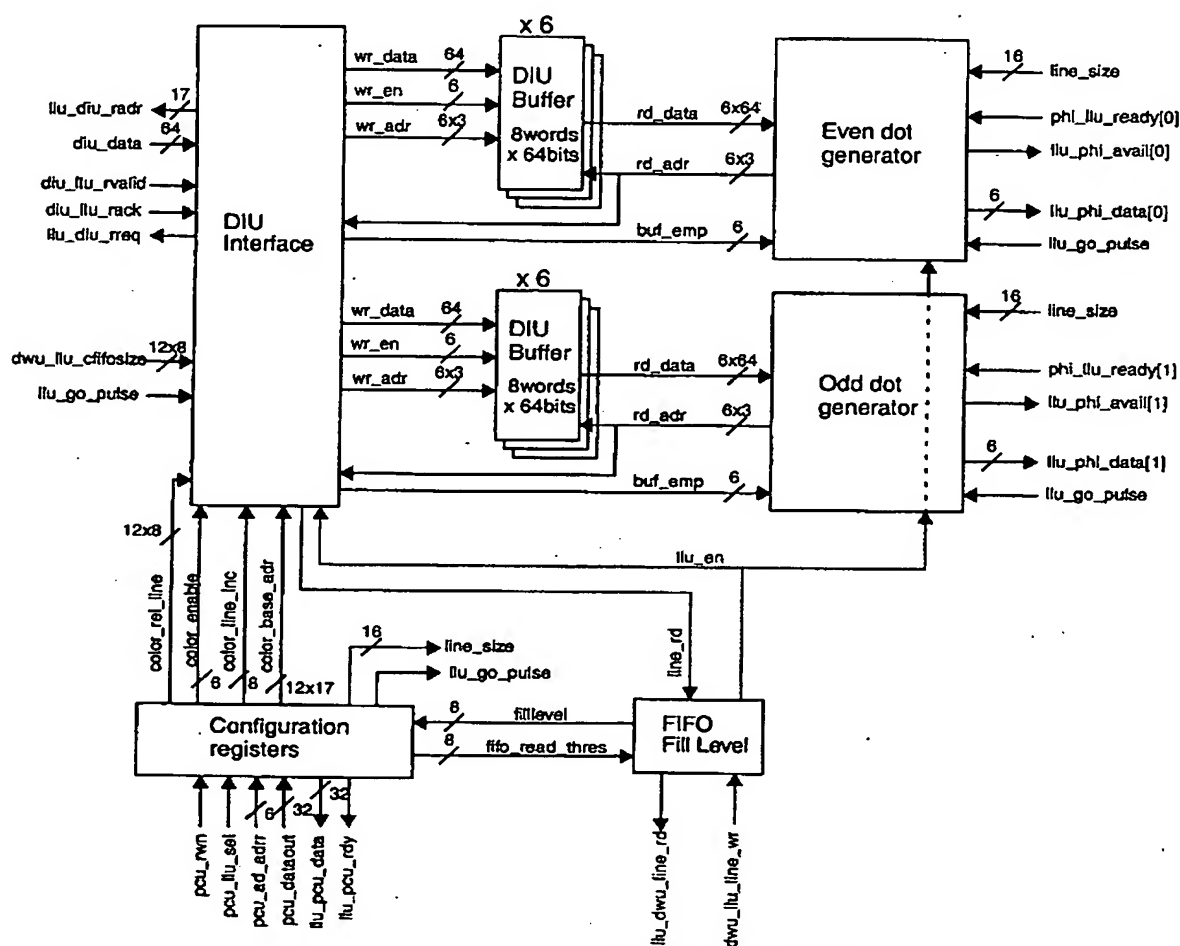 x 6
wr_data
64
wr_en
6
wr_adr
6x3
DIU
Buffer
8words
x 64bits
rd_data
6x64
rd_adr
6x3
buf_emp
6
Even dot
generator
16
line_size
phi_llu_ready[0]
llu_phi_avail[0]
6
llu_phi_data[0]
llu_go_pulse
llu_diu_radr
17
diu_data
64
diu_llu_rvalid
diu_llu_rack
llu_diu_rreq
DIU
Interface
dwu_llu_cfifosize
12x8
llu_go_pulse
x 6
wr_data
64
wr_en
6
wr_adr
6x3
DIU
Buffer
8words
x 64bits
rd_data
6x64
rd_adr
6x3
buf_emp
6
Odd dot
generator
16
line_size
phi_llu_ready[1]
llu_phi_avail[1]
6
llu_phi_data[1]
llu_go_pulse
12x8
color_rel_line
color_enable
6
color_line_inc
8
color_base_adr
12x17
llu_en
line_rd
16
line_size
llu_go_pulse
Configuration
registers
8
filllevel
8
fifo_read_thres
FIFO
Fill Level
pcu_rwn
pcu_llu_sel
pcu_ad_adrr
6
pcu_dataout
32
llu_pcu_data
32
llu_pcu_rdy
llu_dwu_line_rd
dwu_llu_line_wr